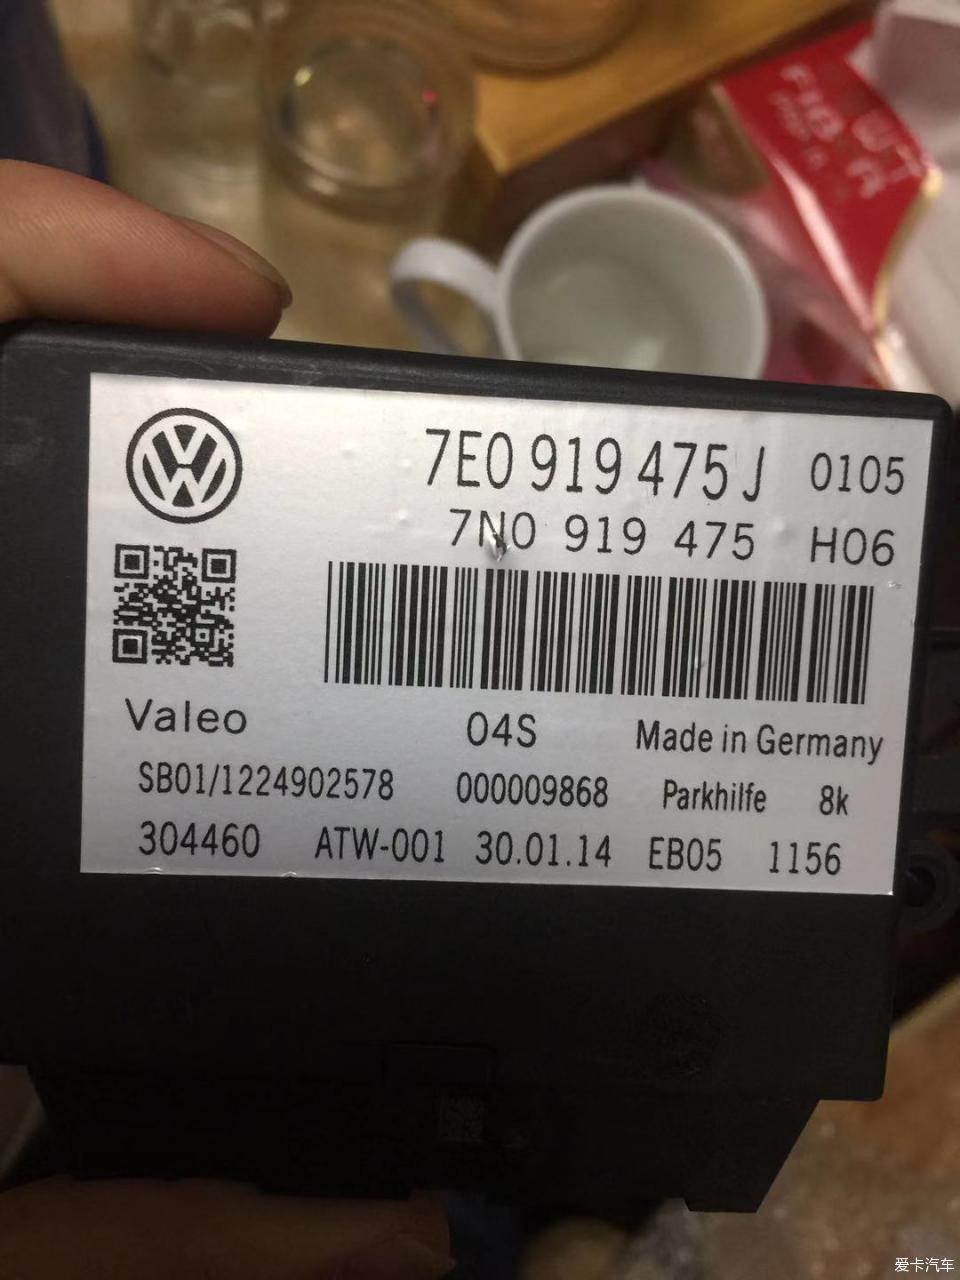 7E0 919 475 J 0105
7N0 919 475 H06
Valeo 04S Made in Germany
SB01/1224902578 000009868 Parkhilfe 8k
304460 ATW-001 30.01.14 EB05 1156
爱卡汽车